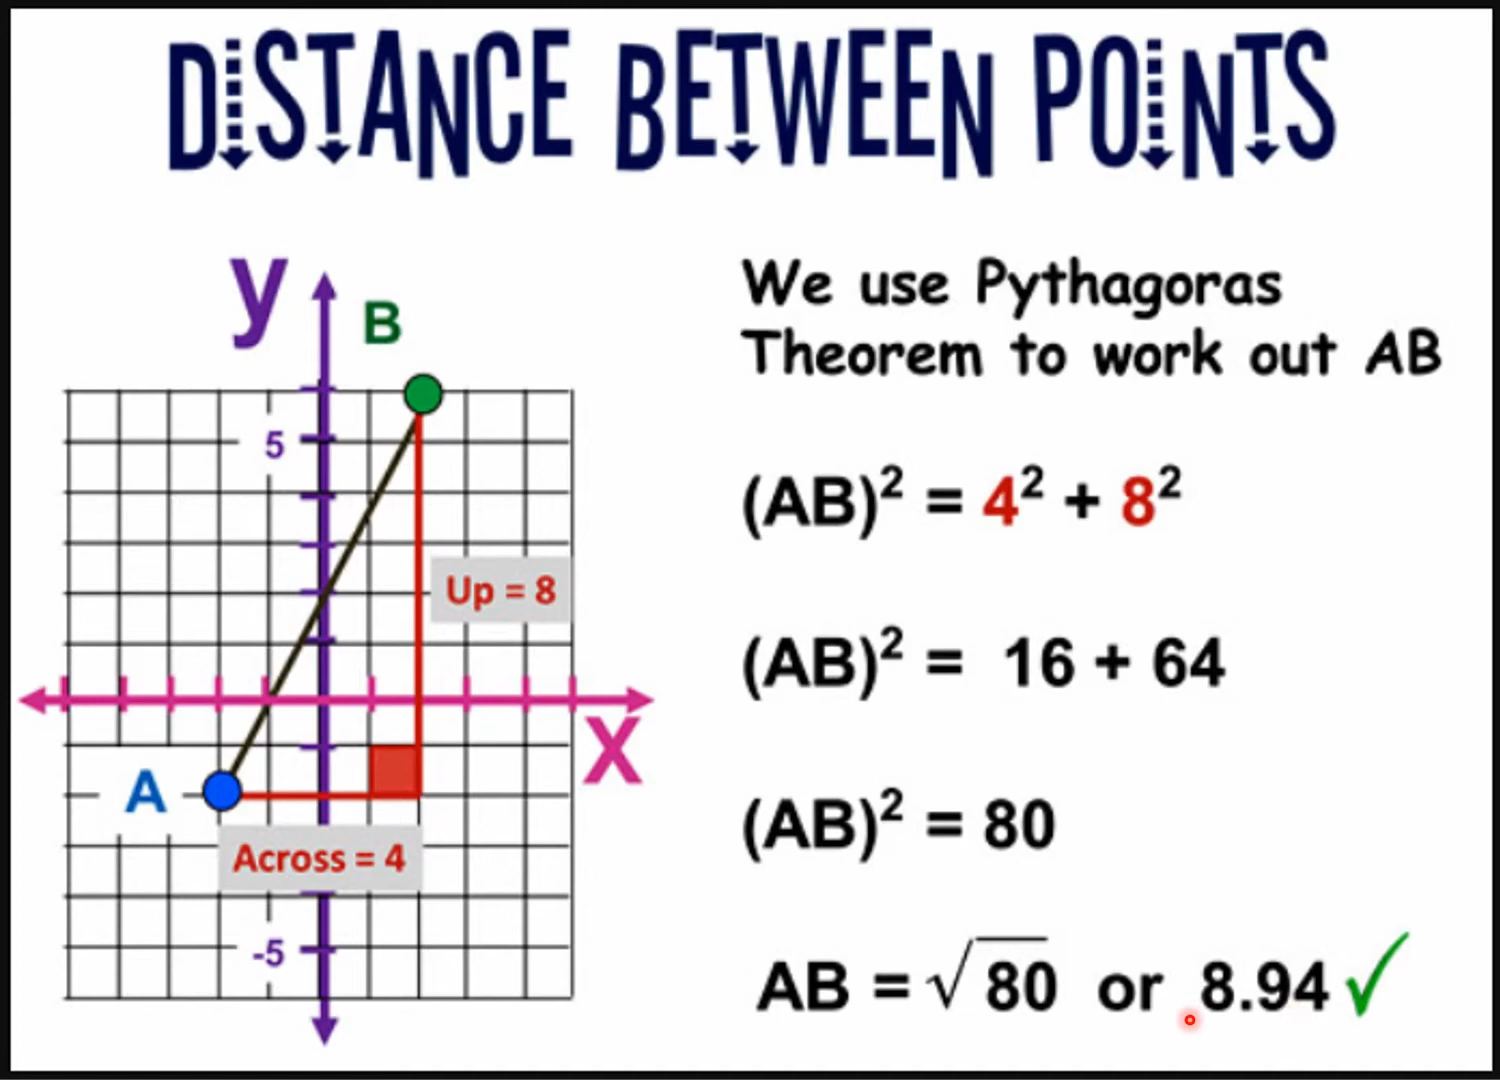 DISTANCE BETWEEN POINTS
y
B
5
Up = 8
X
A
Across = 4
-5
We use Pythagoras
Theorem to work out AB
(AB)² = 4² + 8²
(AB)² = 16 + 64
(AB)² = 80
AB = √80 or 8.94 ✓